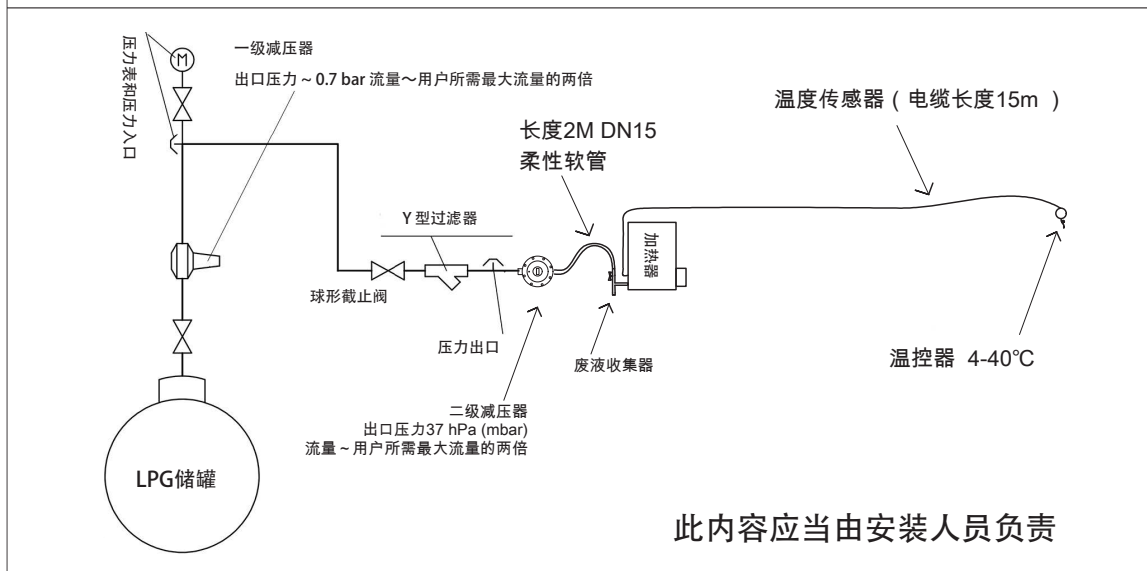 压力表和压力入口
M
一级减压器
出口压力 ~ 0.7 bar 流量～用户所需最大流量的两倍
长度2M DN15
柔性软管
温度传感器（电缆长度15m ）
Y 型过滤器
加热器
球形截止阀
压力出口
废液收集器
温控器 4-40℃
二级减压器
出口压力37 hPa (mbar)
流量 ~ 用户所需最大流量的两倍
LPG储罐
此内容应当由安装人员负责